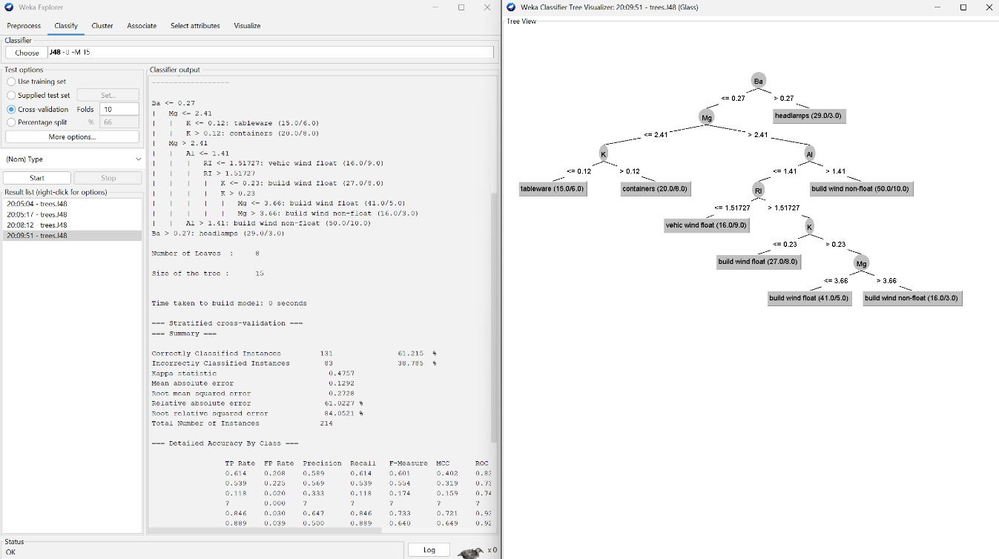 Weka Explorer
Preprocess Classify Cluster Associate Select attributes Visualize
Classifier
Choose J48 -U -M 15
Test options
Use training set
Supplied test set Set...
Cross-validation Folds 10
Percentage split % 66
More options...
(Nom) Type
Start Stop
Result list (right-click for options)
20:05:04 - trees.J48
20:05:17 - trees.J48
20:08:12 - trees.J48
20:09:51 - trees.J48
Classifier output
------------------
Ba <= 0.27
| Mg <= 2.41
| | K <= 0.12: tableware (15.0/6.0)
| | K > 0.12: containers (20.0/8.0)
| Mg > 2.41
| | Al <= 1.41
| | | RI <= 1.51727: vehic wind float (16.0/9.0)
| | | RI > 1.51727
| | | | K <= 0.23: build wind float (27.0/8.0)
| | | | K > 0.23
| | | | | Mg <= 3.66: build wind float (41.0/5.0)
| | | | | Mg > 3.66: build wind non-float (16.0/3.0)
| | Al > 1.41: build wind non-float (50.0/10.0)
Ba > 0.27: headlamps (29.0/3.0)
Number of Leaves : 8
Size of the tree : 15
Time taken to build model: 0 seconds
=== Stratified cross-validation ===
=== Summary ===
Correctly Classified Instances 131 61.215 %
Incorrectly Classified Instances 83 38.785 %
Kappa statistic 0.4757
Mean absolute error 0.1292
Root mean squared error 0.2728
Relative absolute error 61.0227 %
Root relative squared error 84.0521 %
Total Number of Instances 214
=== Detailed Accuracy By Class ===
TP Rate FP Rate Precision Recall F-Measure MCC ROC
0.614 0.208 0.589 0.614 0.601 0.402
0.539 0.225 0.569 0.539 0.554 0.319
0.118 0.020 0.333 0.118 0.174 0.159
? 0.000 ? ? ? ? ?
0.846 0.030 0.647 0.846 0.733 0.721
0.889 0.039 0.500 0.889 0.640 0.649
Status
OK
Log x 0
Weka Classifier Tree Visualizer: 20:09:51 - trees.J48 (Glass)
Tree View
Ba
<= 0.27 > 0.27
Mg headlamps (29.0/3.0)
<= 2.41 > 2.41
K Al
<= 0.12 > 0.12 <= 1.41 > 1.41
tableware (15.0/6.0) containers (20.0/8.0) RI build wind non-float (50.0/10.0)
<= 1.51727 > 1.51727
vehic wind float (16.0/9.0) K
<= 0.23 > 0.23
build wind float (27.0/8.0) Mg
<= 3.66 > 3.66
build wind float (41.0/5.0) build wind non-float (16.0/3.0)